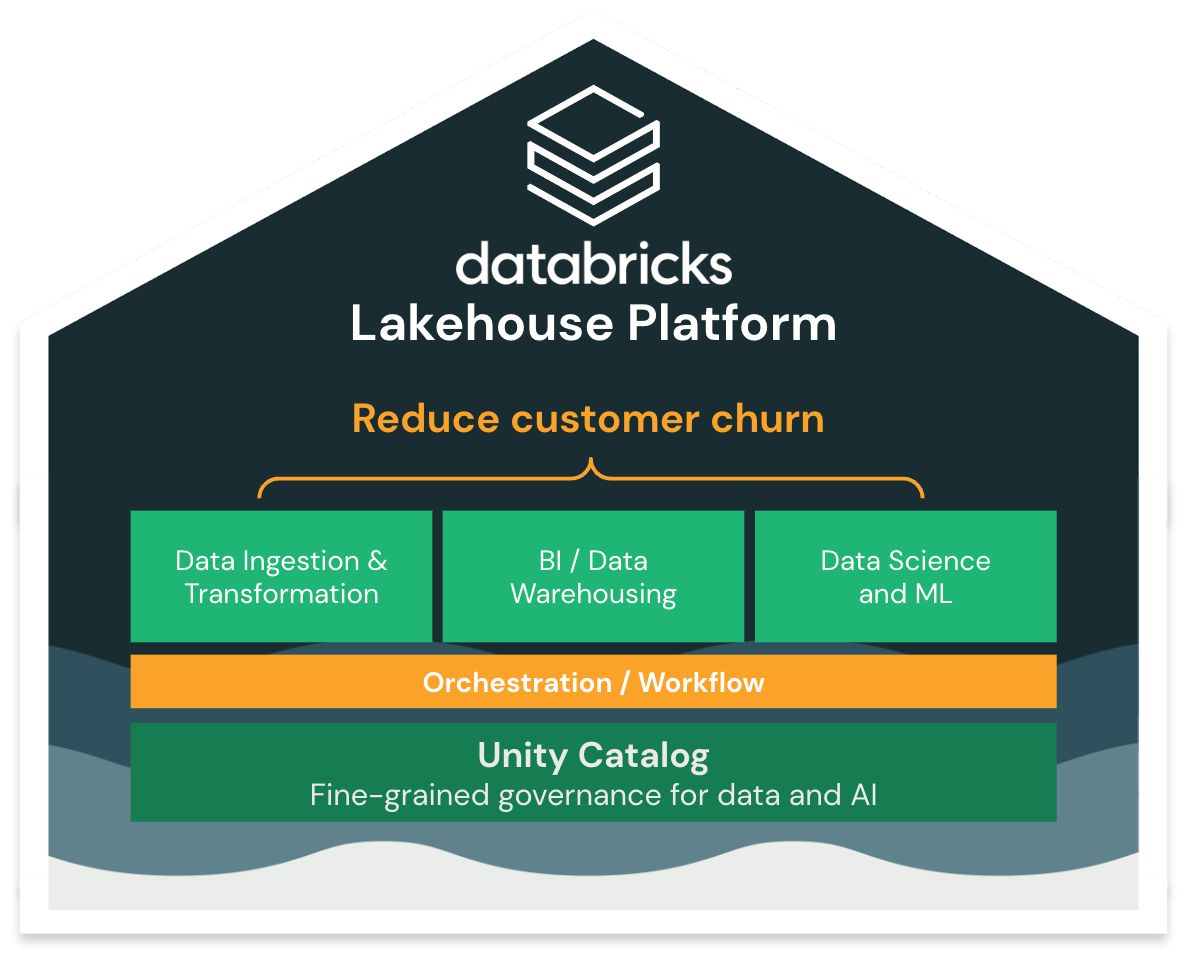 databricks
Lakehouse Platform
Reduce customer churn
Data Ingestion &
Transformation
BI / Data
Warehousing
Data Science
and ML
Orchestration / Workflow
Unity Catalog
Fine-grained governance for data and AI